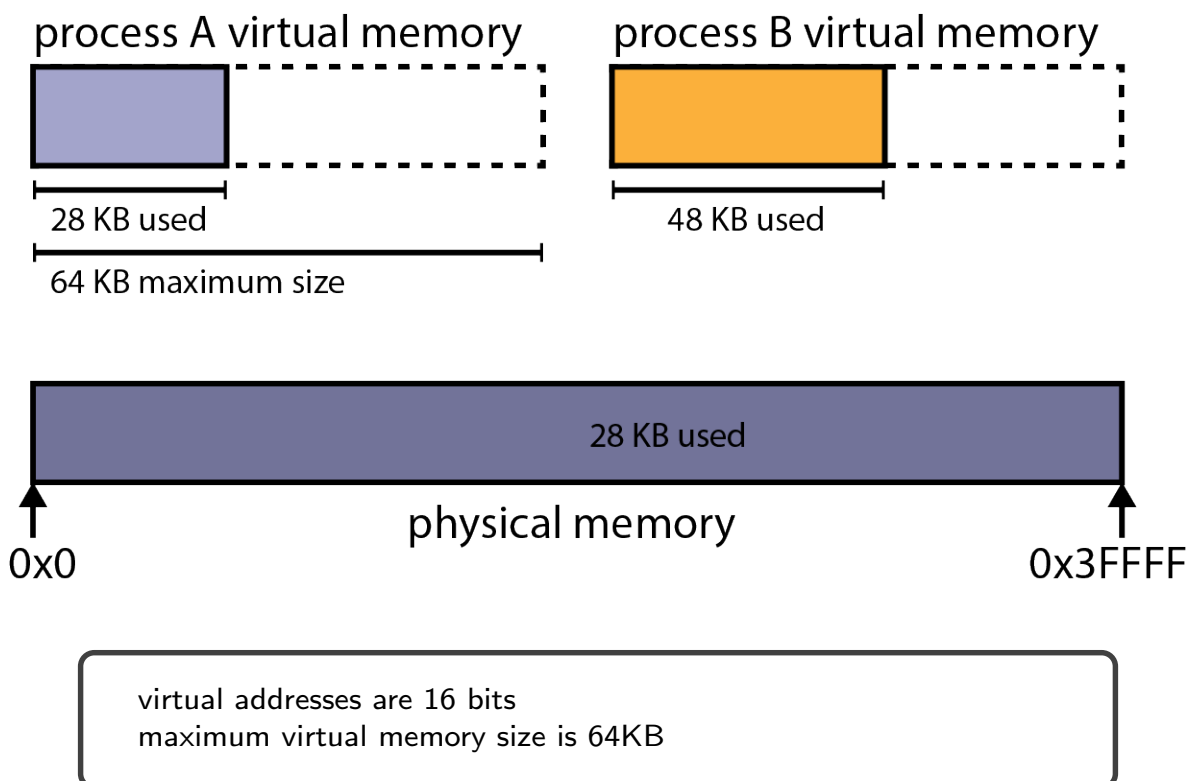 process A virtual memory
process B virtual memory
28 KB used
48 KB used
64 KB maximum size
28 KB used
physical memory
0x0
0x3FFFF
virtual addresses are 16 bits
maximum virtual memory size is 64KB